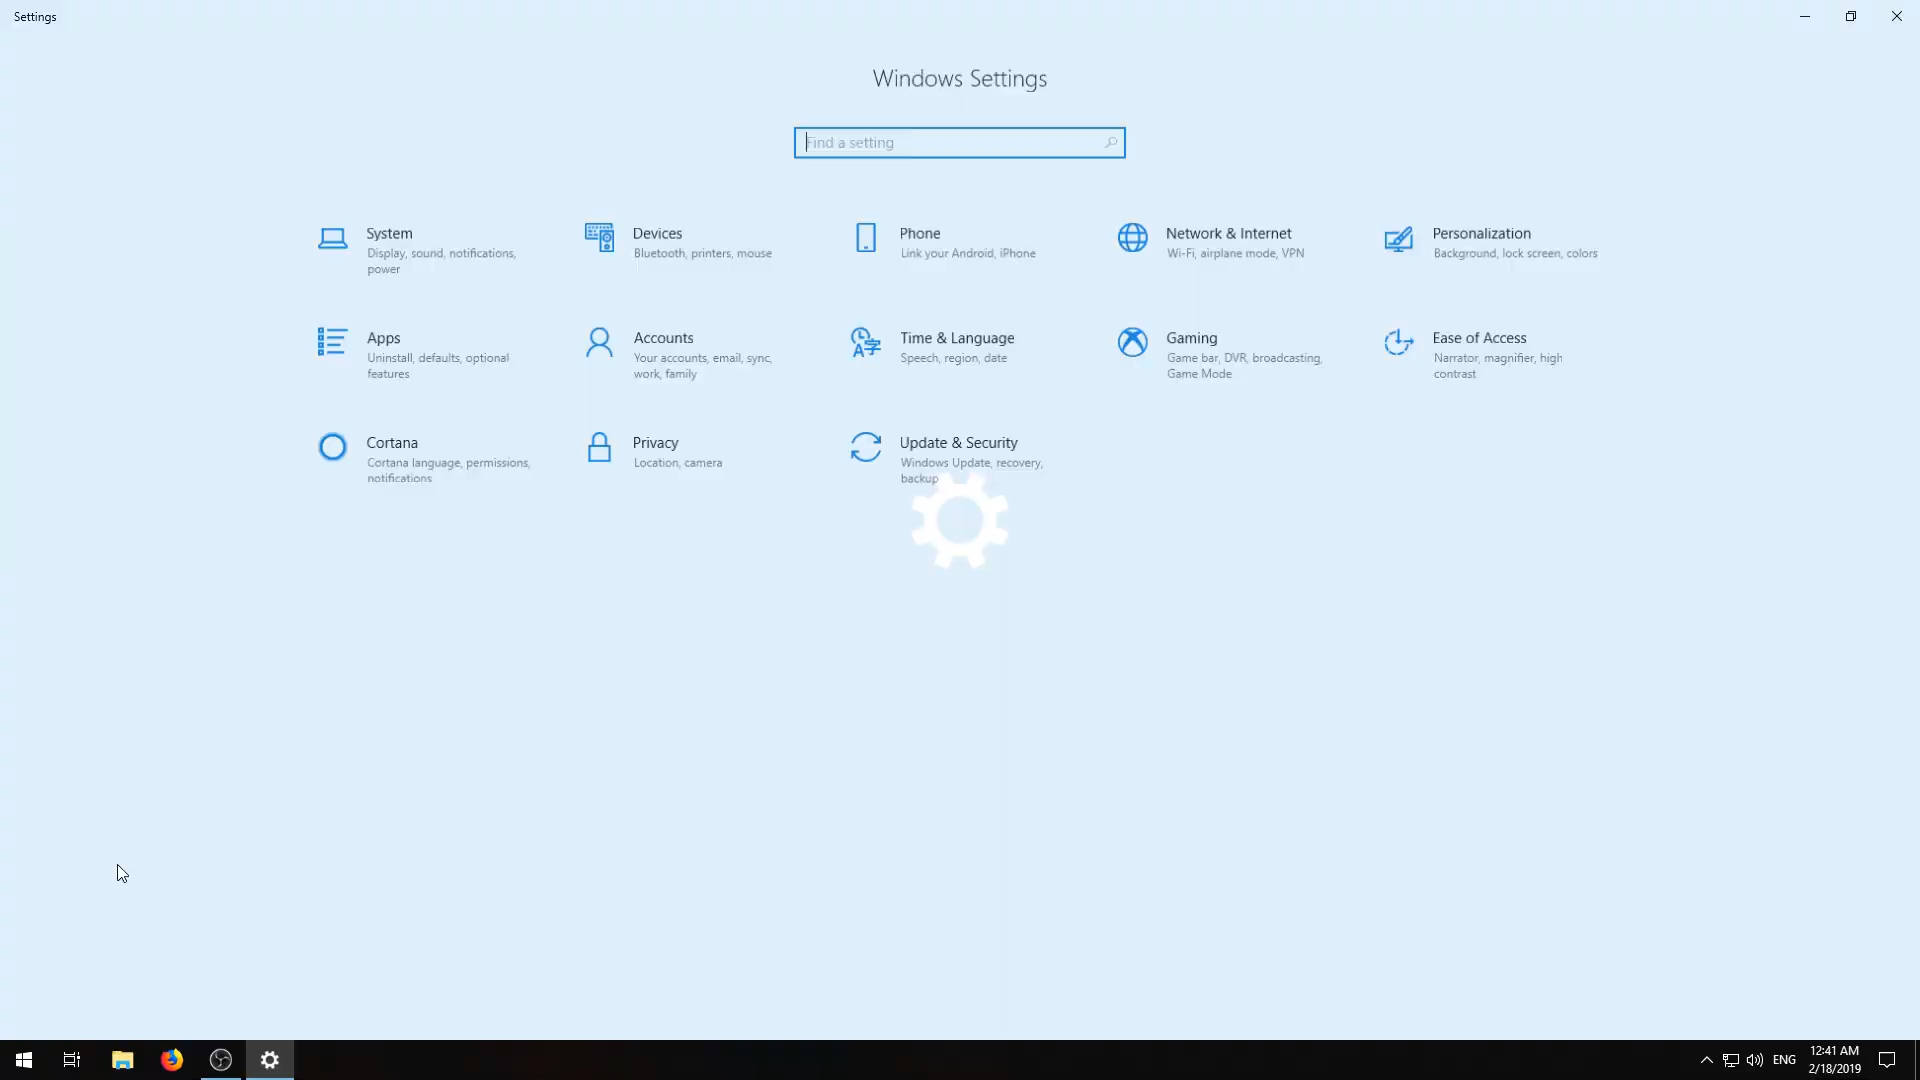 Settings
Windows Settings
Find a setting
System
Display, sound, notifications,
power
Devices
Bluetooth, printers, mouse
Phone
Link your Android, iPhone
Network & Internet
Wi-Fi, airplane mode, VPN
Personalization
Background, lock screen, colors
Apps
Uninstall, defaults, optional
features
Accounts
Your accounts, email, sync,
work, family
Time & Language
Speech, region, date
Gaming
Game bar, DVR, broadcasting,
Game Mode
Ease of Access
Narrator, magnifier, high
contrast
Cortana
Cortana language, permissions,
notifications
Privacy
Location, camera
Update & Security
Windows Update, recovery,
backup
ENG
12:41 AM
2/18/2019